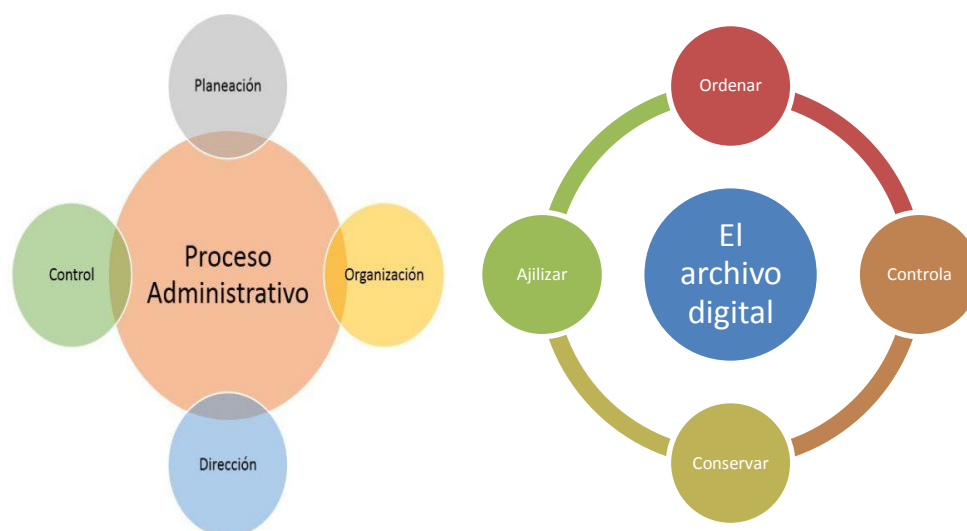 Planeación
Control
Proceso
Administrativo
Organización
Dirección
Ordenar
Ajilizar
El
archivo
digital
Controla
Conservar